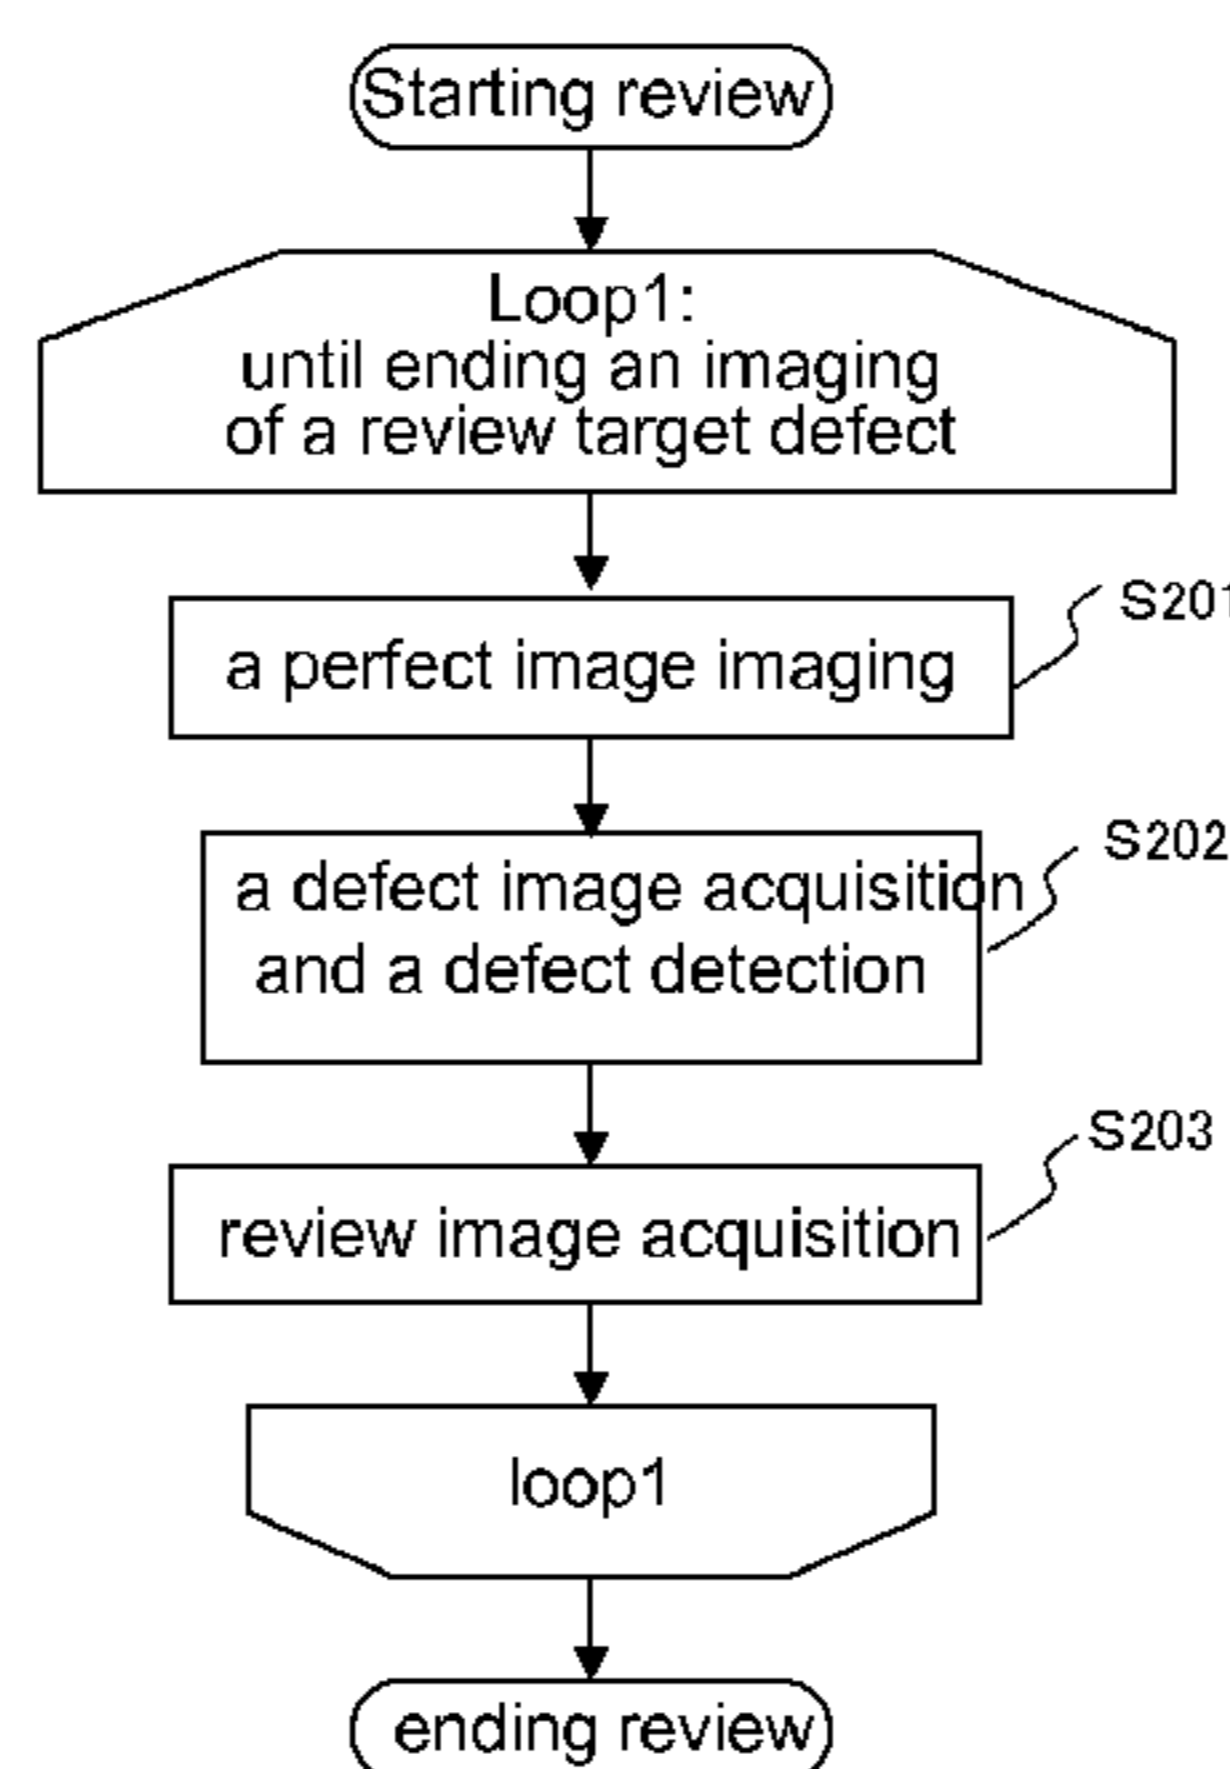 Starting review
Loop1:
until ending an imaging
of a review target defect
S201
a perfect image imaging
S202
a defect image acquisition
and a defect detection
S203
review image acquisition
loop1
ending review